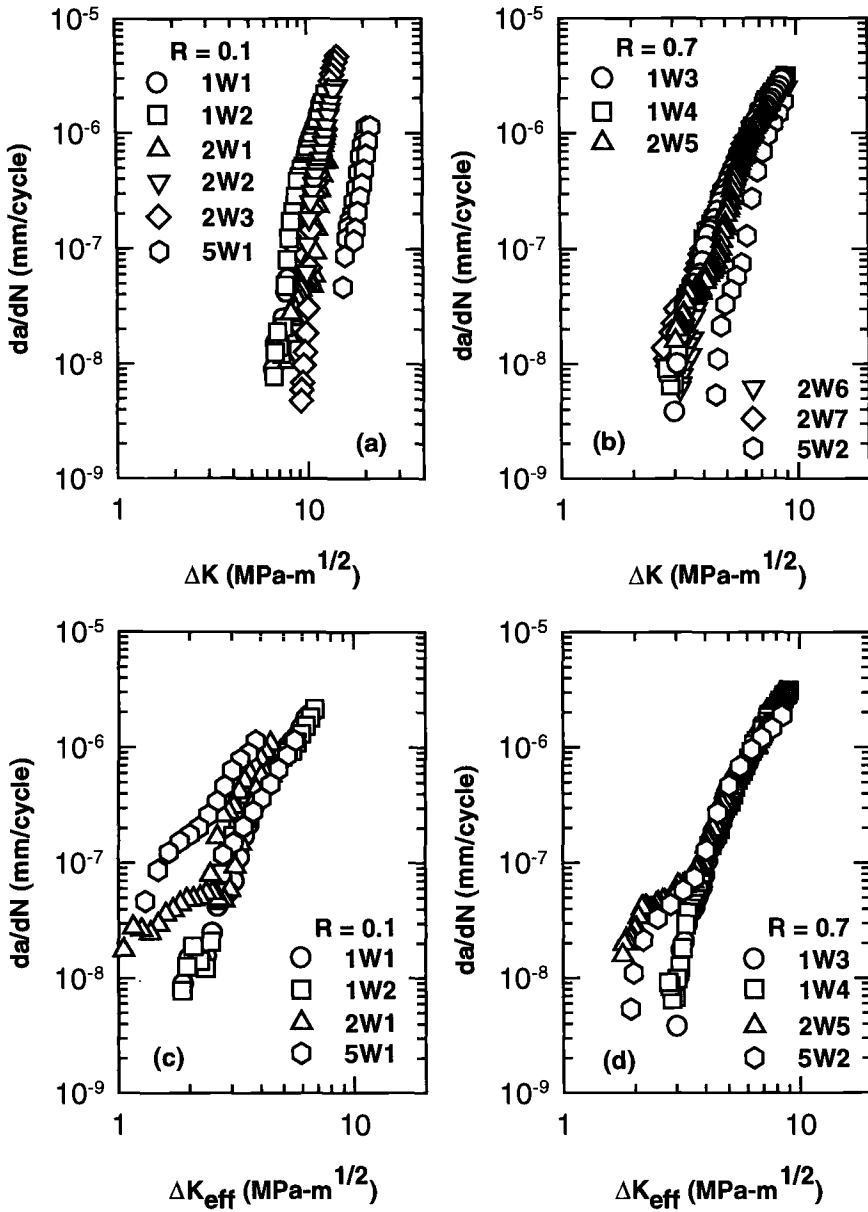 10⁻⁵
10⁻⁶
10⁻⁷
10⁻⁸
10⁻⁹
da/dN (mm/cycle)
R = 0.1
1W1
1W2
2W1
2W2
2W3
5W1
(a)
1
10
ΔK (MPa-m^1/2)
10⁻⁵
10⁻⁶
10⁻⁷
10⁻⁸
10⁻⁹
da/dN (mm/cycle)
R = 0.7
1W3
1W4
2W5
2W6
2W7
5W2
(b)
1
10
ΔK (MPa-m^1/2)
10⁻⁵
10⁻⁶
10⁻⁷
10⁻⁸
10⁻⁹
da/dN (mm/cycle)
R = 0.1
1W1
1W2
2W1
5W1
(c)
1
10
ΔKeff (MPa-m^1/2)
10⁻⁵
10⁻⁶
10⁻⁷
10⁻⁸
10⁻⁹
da/dN (mm/cycle)
R = 0.7
1W3
1W4
2W5
5W2
(d)
1
10
ΔKeff (MPa-m^1/2)